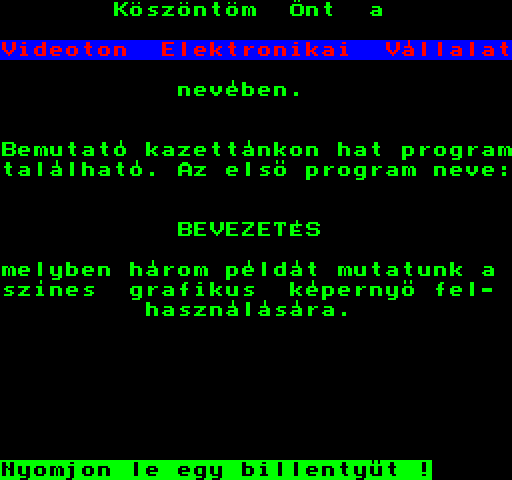 Köszöntöm Önt a
Videoton Elektronikai Vállalat
nevében.
Bemutató kazettánkon hat program
található. Az elsö program neve:
BEVEZETÉS
melyben három példát mutatunk a
szines grafikus képernyö fel-
használására.
Nyomjon le egy billentyüt !